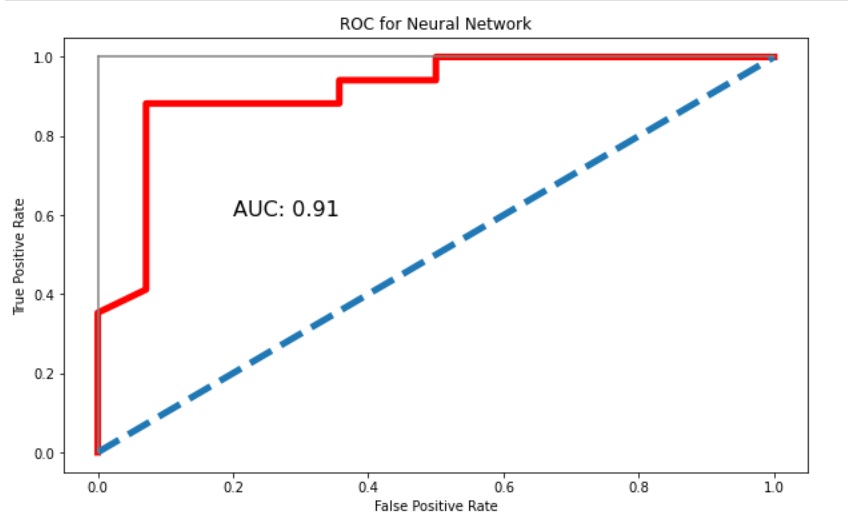 ROC for Neural Network
1.0
0.8
0.6
0.4
0.2
0.0
True Positive Rate
AUC: 0.91
0.0 0.2 0.4 0.6 0.8 1.0
False Positive Rate